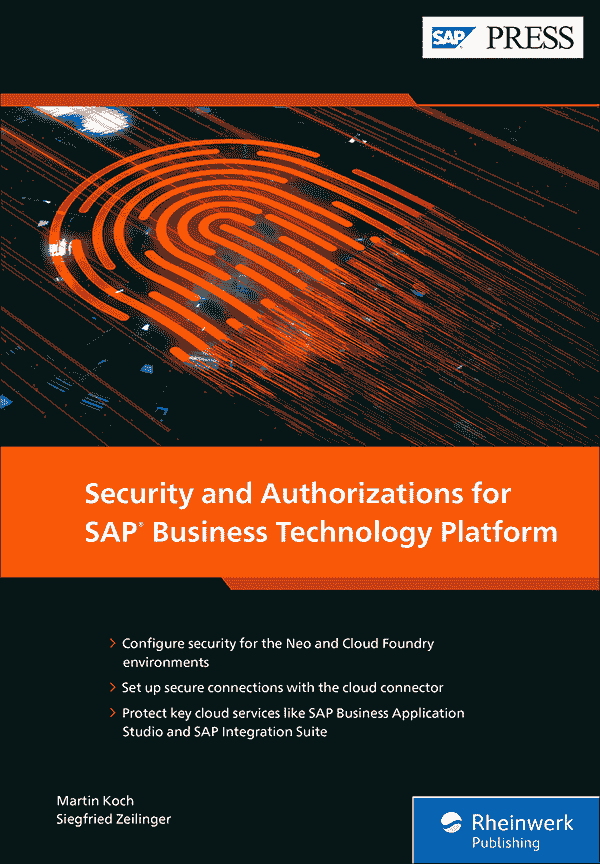 SAP PRESS
Security and Authorizations for
SAP® Business Technology Platform
> Configure security for the Neo and Cloud Foundry
environments
> Set up secure connections with the cloud connector
> Protect key cloud services like SAP Business Application
Studio and SAP Integration Suite
Martin Koch
Siegfried Zeilinger
Rheinwerk
Publishing